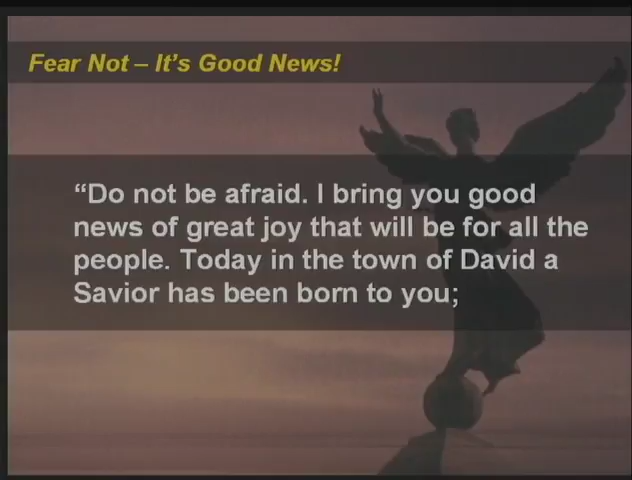 Fear Not – It's Good News!
“Do not be afraid. I bring you good
news of great joy that will be for all the
people. Today in the town of David a
Savior has been born to you;